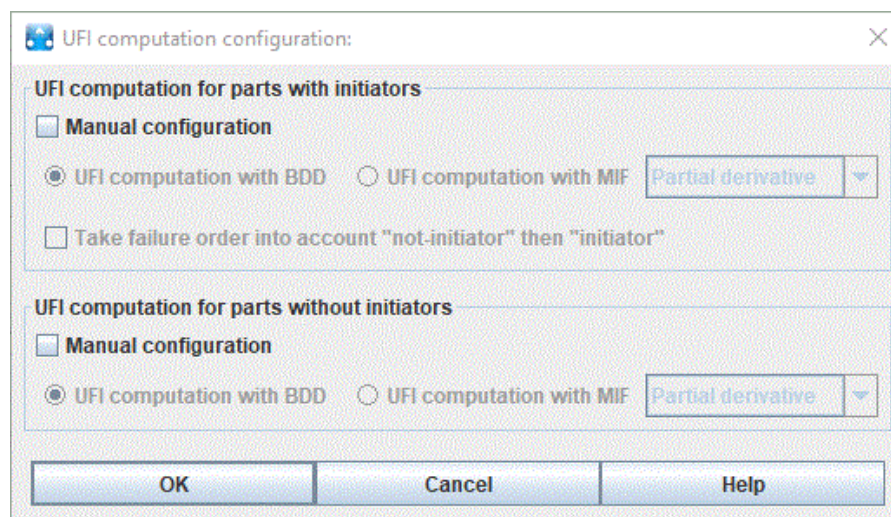 UFI computation configuration:
UFI computation for parts with initiators
Manual configuration
UFI computation with BDD UFI computation with MIF Partial derivative
Take failure order into account "not-initiator" then "initiator"
UFI computation for parts without initiators
Manual configuration
UFI computation with BDD UFI computation with MIF Partial derivative
OK Cancel Help